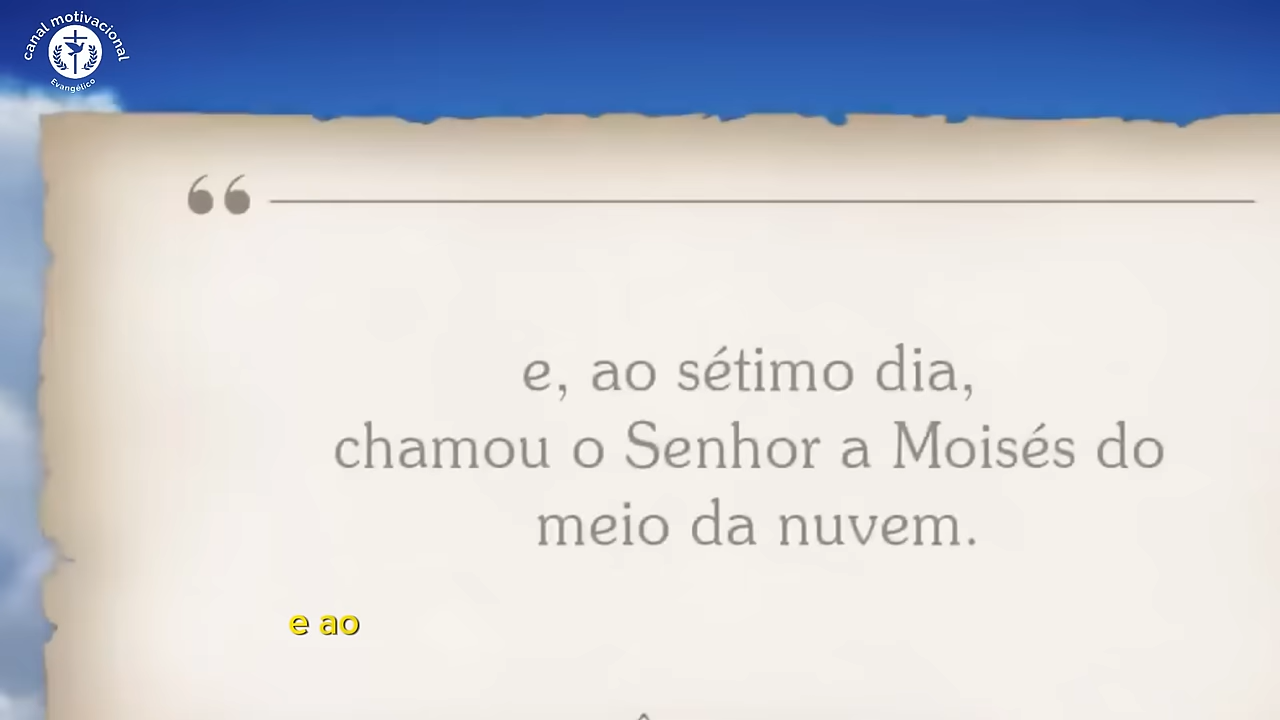 canal motivacional
Evangélico
e, ao sétimo dia,
chamou o Senhor a Moisés do
meio da nuvem.
e ao